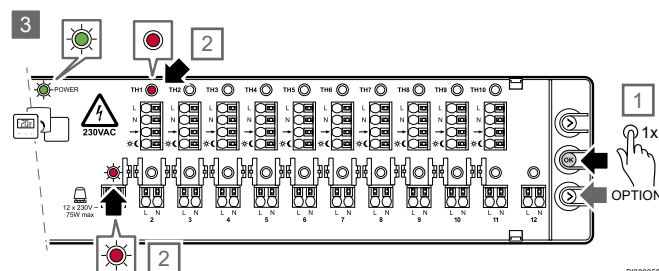 3
2
1
POWER
TH1 TH2 TH3 TH4 TH5 TH6 TH7 TH8 TH9 TH10
L
N
230VAC
1x
OK
OPTION
12 x 230V~
75W max
L N L N L N L N L N L N L N L N L N L N L N
2 3 4 5 6 7 8 9 10 11 12
2